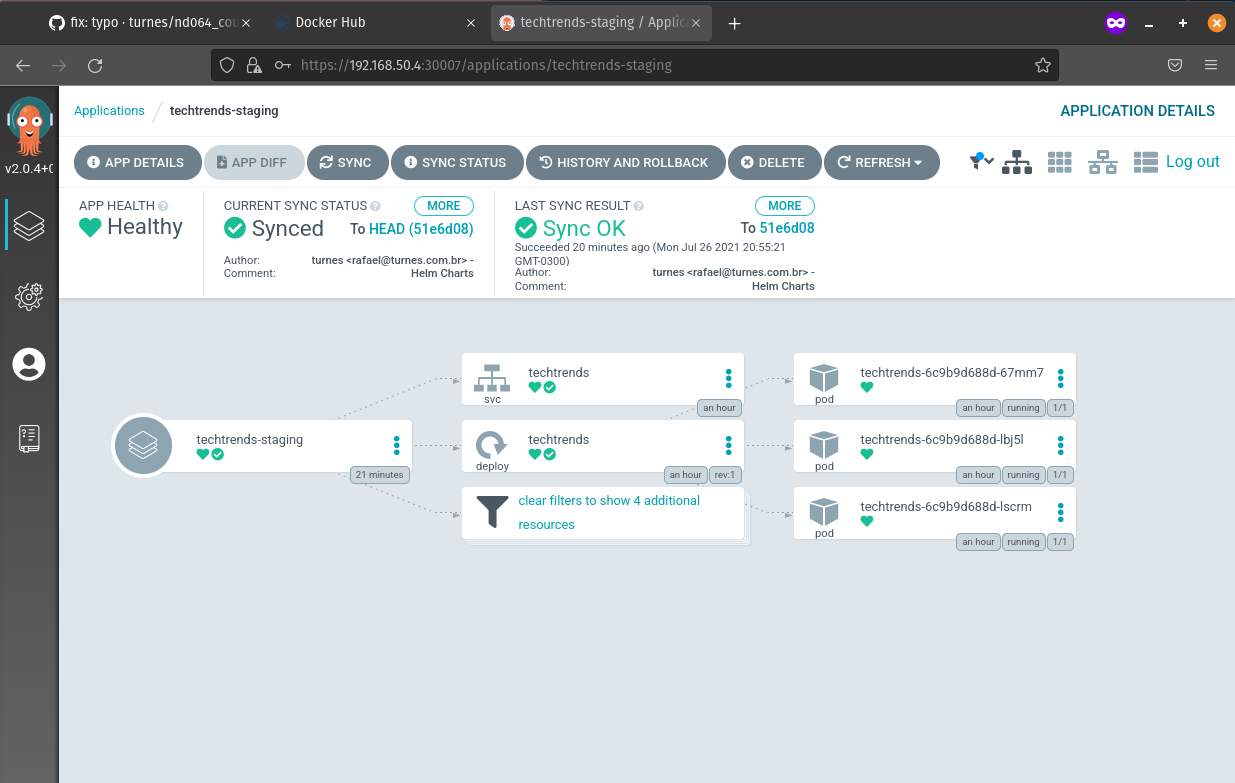 fix: typo · turnes/nd064_cou
Docker Hub
techtrends-staging / Applic
https://192.168.50.4:30007/applications/techtrends-staging
v2.0.4+0
Applications
techtrends-staging
APPLICATION DETAILS
APP DETAILS
APP DIFF
SYNC
SYNC STATUS
HISTORY AND ROLLBACK
DELETE
REFRESH
Log out
APP HEALTH
Healthy
CURRENT SYNC STATUS
MORE
Synced
To HEAD (51e6d08)
Author: turnes <rafael@turnes.com.br> -
Comment: Helm Charts
LAST SYNC RESULT
MORE
Sync OK
To 51e6d08
Succeeded 20 minutes ago (Mon Jul 26 2021 20:55:21
GMT-0300)
Author: turnes <rafael@turnes.com.br> -
Comment: Helm Charts
techtrends-staging
21 minutes
techtrends
svc
an hour
techtrends
deploy
an hour
rev:1
clear filters to show 4 additional
resources
techtrends-6c9b9d688d-67mm7
pod
an hour
running
1/1
techtrends-6c9b9d688d-lbj5l
pod
an hour
running
1/1
techtrends-6c9b9d688d-lscrm
pod
an hour
running
1/1